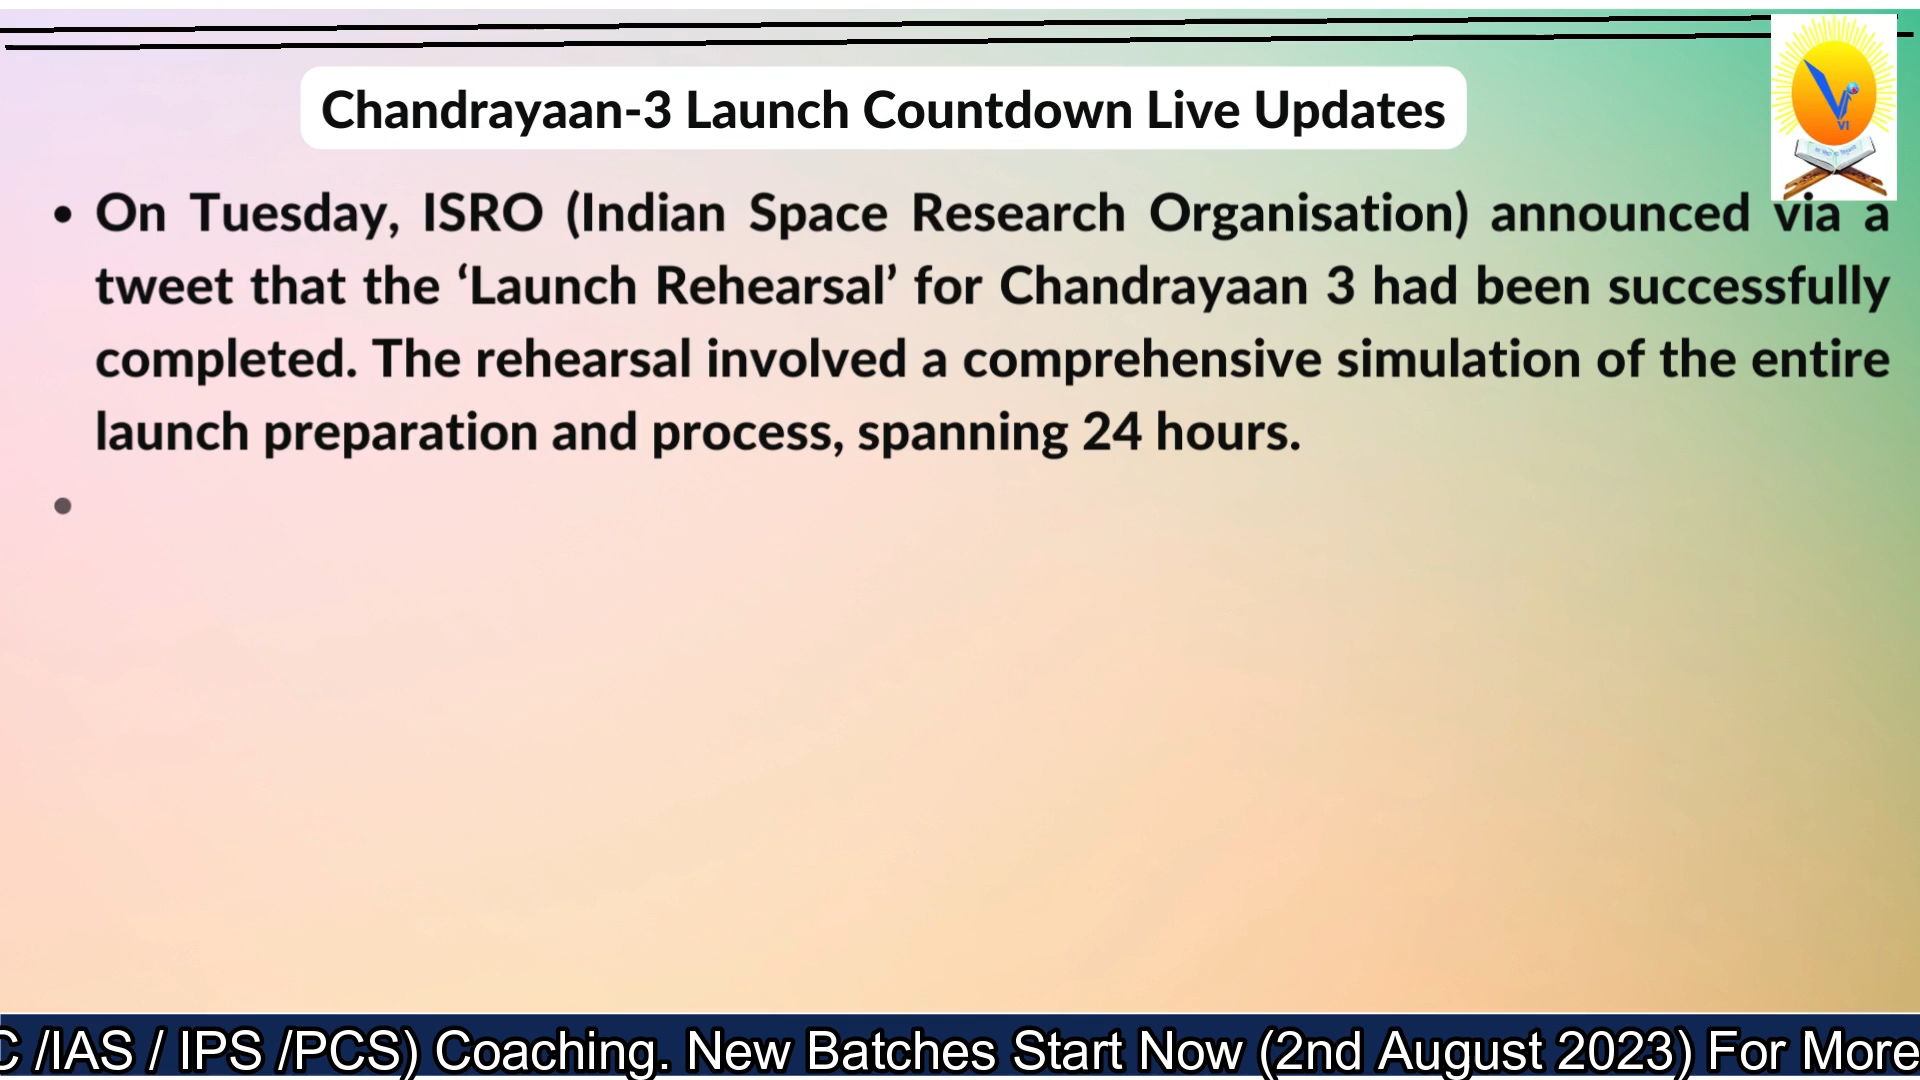 Chandrayaan-3 Launch Countdown Live Updates
VI
• On Tuesday, ISRO (Indian Space Research Organisation) announced via a
tweet that the ‘Launch Rehearsal’ for Chandrayaan 3 had been successfully
completed. The rehearsal involved a comprehensive simulation of the entire
launch preparation and process, spanning 24 hours.
•
C /IAS / IPS /PCS) Coaching. New Batches Start Now (2nd August 2023) For More